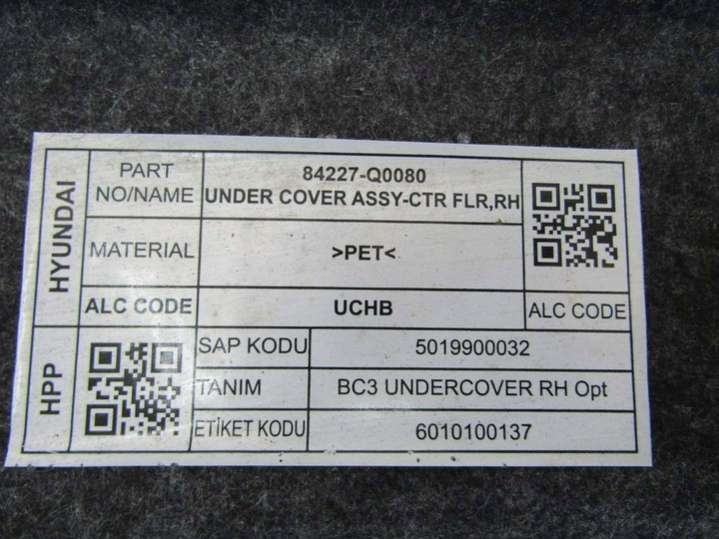 HYUNDAI
PART NO/NAME
84227-Q0080
UNDER COVER ASSY-CTR FLR,RH
MATERIAL
>PET<
ALC CODE
UCHB
ALC CODE
HPP
SAP KODU
5019900032
TANIM
BC3 UNDERCOVER RH Opt
ETİKET KODU
6010100137